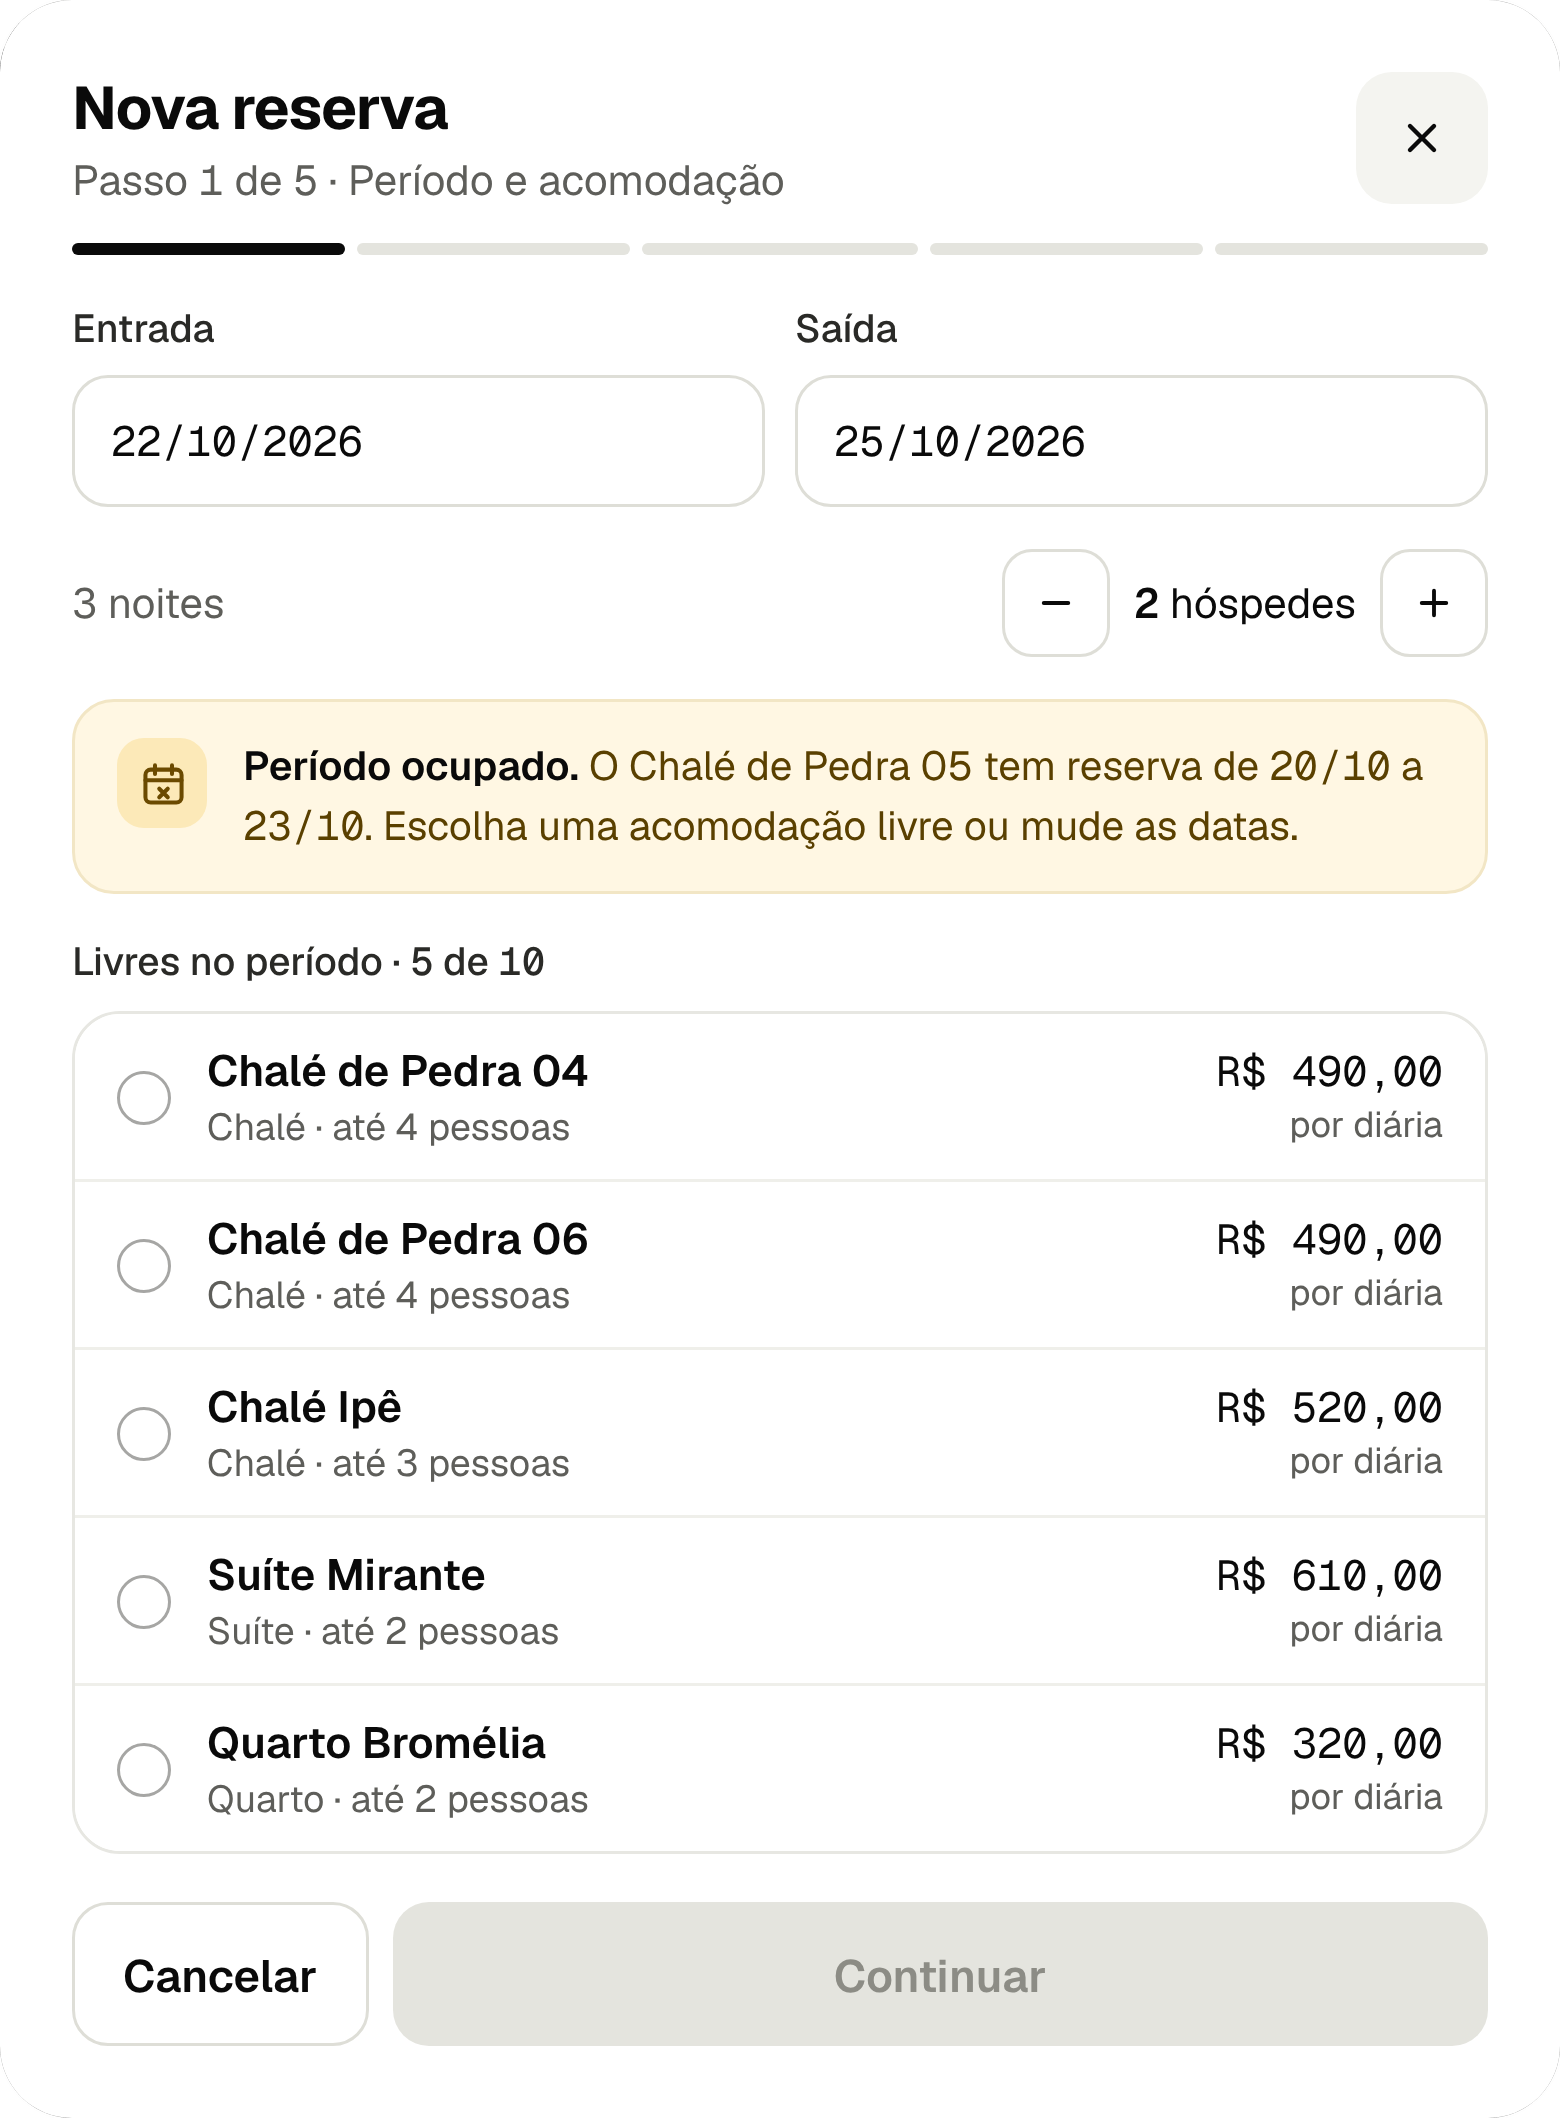 Nova reserva
Passo 1 de 5 · Período e acomodação
Entrada
Saída
22/10/2026
25/10/2026
3 noites
2 hóspedes
Período ocupado. O Chalé de Pedra 05 tem reserva de 20/10 a
23/10. Escolha uma acomodação livre ou mude as datas.
Livres no período · 5 de 10
Chalé de Pedra 04
R$ 490,00
Chalé · até 4 pessoas
por diária
Chalé de Pedra 06
R$ 490,00
Chalé · até 4 pessoas
por diária
Chalé Ipê
R$ 520,00
Chalé · até 3 pessoas
por diária
Suíte Mirante
R$ 610,00
Suíte · até 2 pessoas
por diária
Quarto Bromélia
R$ 320,00
Quarto · até 2 pessoas
por diária
Cancelar
Continuar